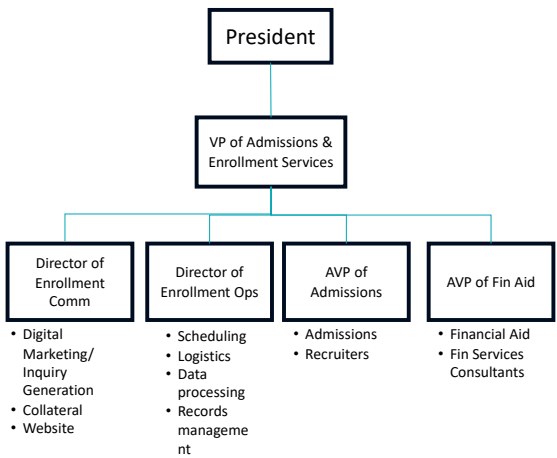 President
VP of Admissions &
Enrollment Services
Director of
Enrollment
Comm
Director of
Enrollment Ops
AVP of
Admissions
AVP of Fin Aid
• Digital
Marketing/
Inquiry
Generation
• Collateral
• Website
• Scheduling
• Logistics
• Data
processing
• Records
manageme
nt
• Admissions
• Recruiters
• Financial Aid
• Fin Services
Consultants